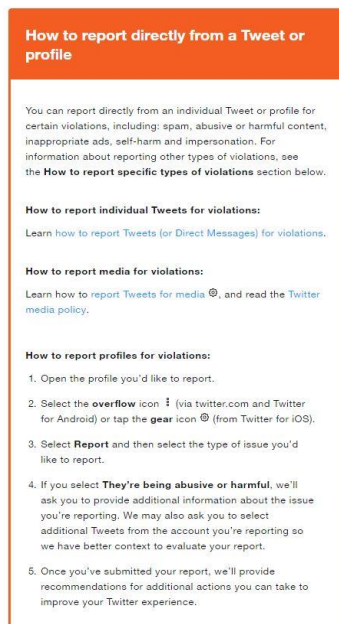 How to report directly from a Tweet or
profile
You can report directly from an individual Tweet or profile for
certain violations, including: spam, abusive or harmful content,
inappropriate ads, self-harm and impersonation. For
information about reporting other types of violations, see
the How to report specific types of violations section below.
How to report individual Tweets for violations:
Learn how to report Tweets (or Direct Messages) for violations.
How to report media for violations:
Learn how to report Tweets for media, and read the Twitter
media policy.
How to report profiles for violations:
1. Open the profile you'd like to report.
2. Select the overflow icon (via twitter.com and Twitter
for Android) or tap the gear icon (from Twitter for iOS).
3. Select Report and then select the type of issue you'd
like to report.
4. If you select They're being abusive or harmful, we'll
ask you to provide additional information about the issue
you're reporting. We may also ask you to select
additional Tweets from the account you're reporting so
we have better context to evaluate your report.
5. Once you've submitted your report, we'll provide
recommendations for additional actions you can take to
improve your Twitter experience.